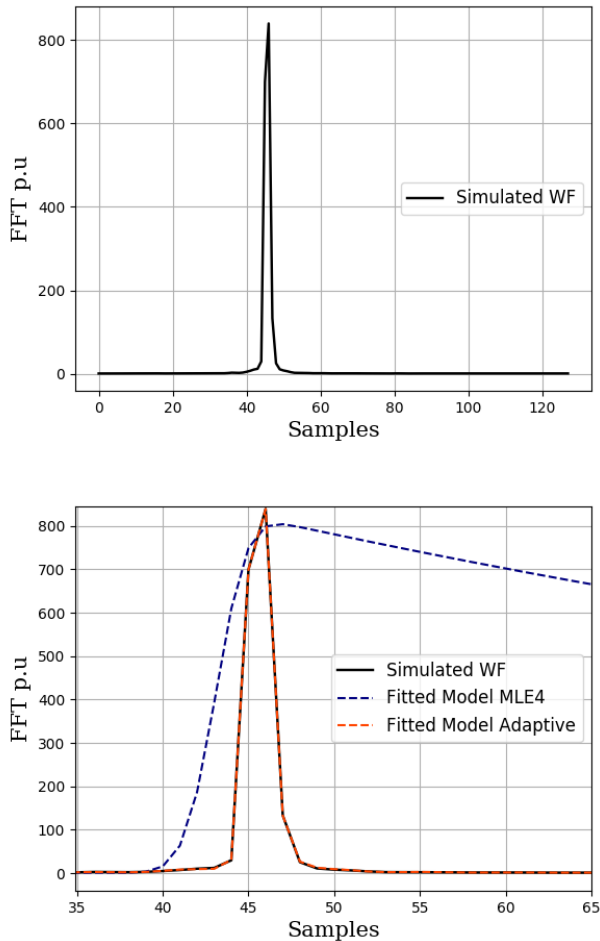 800
600
400
200
0
FFT p.u
Simulated WF
0 20 40 60 80 100 120
Samples
800
700
600
500
400
300
200
100
0
FFT p.u
Simulated WF
Fitted Model MLE4
Fitted Model Adaptive
35 40 45 50 55 60 65
Samples